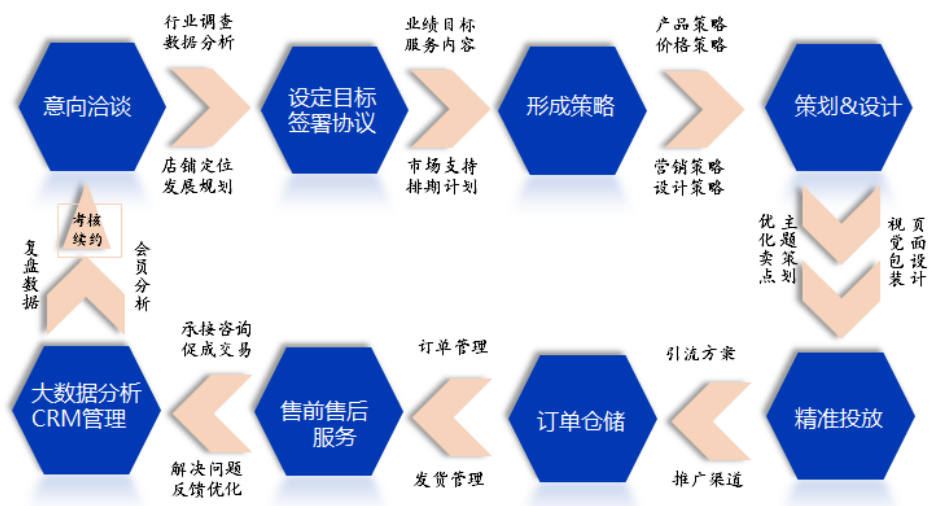 行业调查
数据分析
业绩目标
服务内容
产品策略
价格策略
意向洽谈
设定目标
签署协议
形成策略
策划&设计
店铺定位
发展规划
市场支持
排期计划
营销策略
设计策略
考核
续约
复盘数据
会员分析
优化卖点
主题策划
视觉包装
页面设计
承接咨询
促成交易
订单管理
引流方案
大数据分析
CRM管理
售前售后
服务
订单仓储
精准投放
解决问题
反馈优化
发货管理
推广渠道